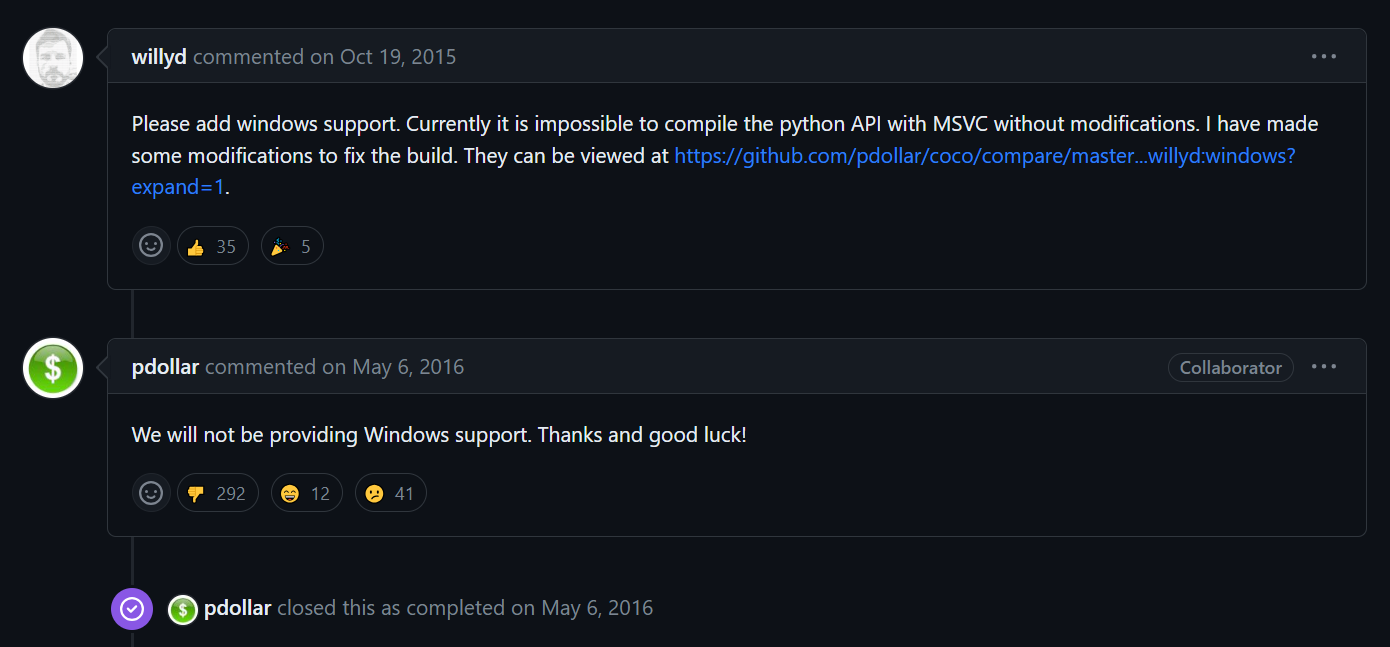 willyd commented on Oct 19, 2015
Please add windows support. Currently it is impossible to compile the python API with MSVC without modifications. I have made
some modifications to fix the build. They can be viewed at https://github.com/pdollar/coco/compare/master...willyd:windows?
expand=1.
👍 35 🎉 5
pdollar commented on May 6, 2016 Collaborator
We will not be providing Windows support. Thanks and good luck!
👎 292 😄 12 😕 41
$ pdollar closed this as completed on May 6, 2016